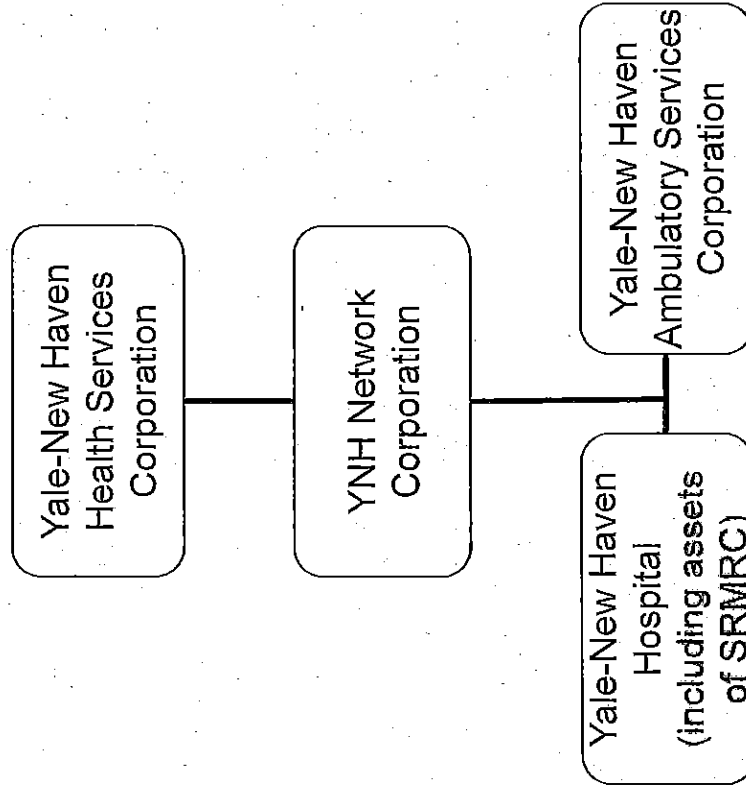 Yale-New Haven
Health Services
Corporation
YNH Network
Corporation
Yale-New Haven
Hospital
(including assets
of SRMRC)
Yale-New Haven
Ambulatory Services
Corporation